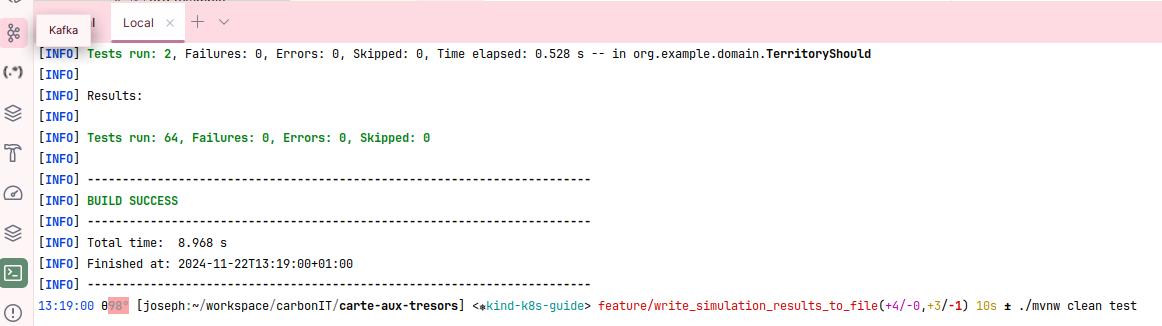 Kafka
Local
[INFO] Tests run: 2, Failures: 0, Errors: 0, Skipped: 0, Time elapsed: 0.528 s -- in org.example.domain.TerritoryShould
[INFO]
[INFO] Results:
[INFO]
[INFO] Tests run: 64, Failures: 0, Errors: 0, Skipped: 0
[INFO]
[INFO] ------------------------------------------------------------------------
[INFO] BUILD SUCCESS
[INFO] ------------------------------------------------------------------------
[INFO] Total time:  8.968 s
[INFO] Finished at: 2024-11-22T13:19:00+01:00
[INFO] ------------------------------------------------------------------------
13:19:00 θ98° [joseph:~/workspace/carbonIT/carte-aux-tresors] <⎈kind-k8s-guide> feature/write_simulation_results_to_file(+4/-0,+3/-1) 10s ± ./mvnw clean test